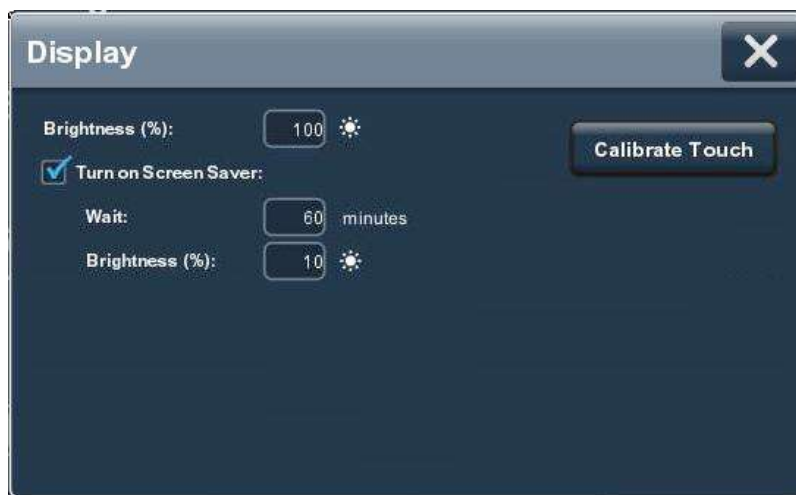 Display
Brightness (%): 100
Calibrate Touch
Turn on Screen Saver:
Wait: 60 minutes
Brightness (%): 10